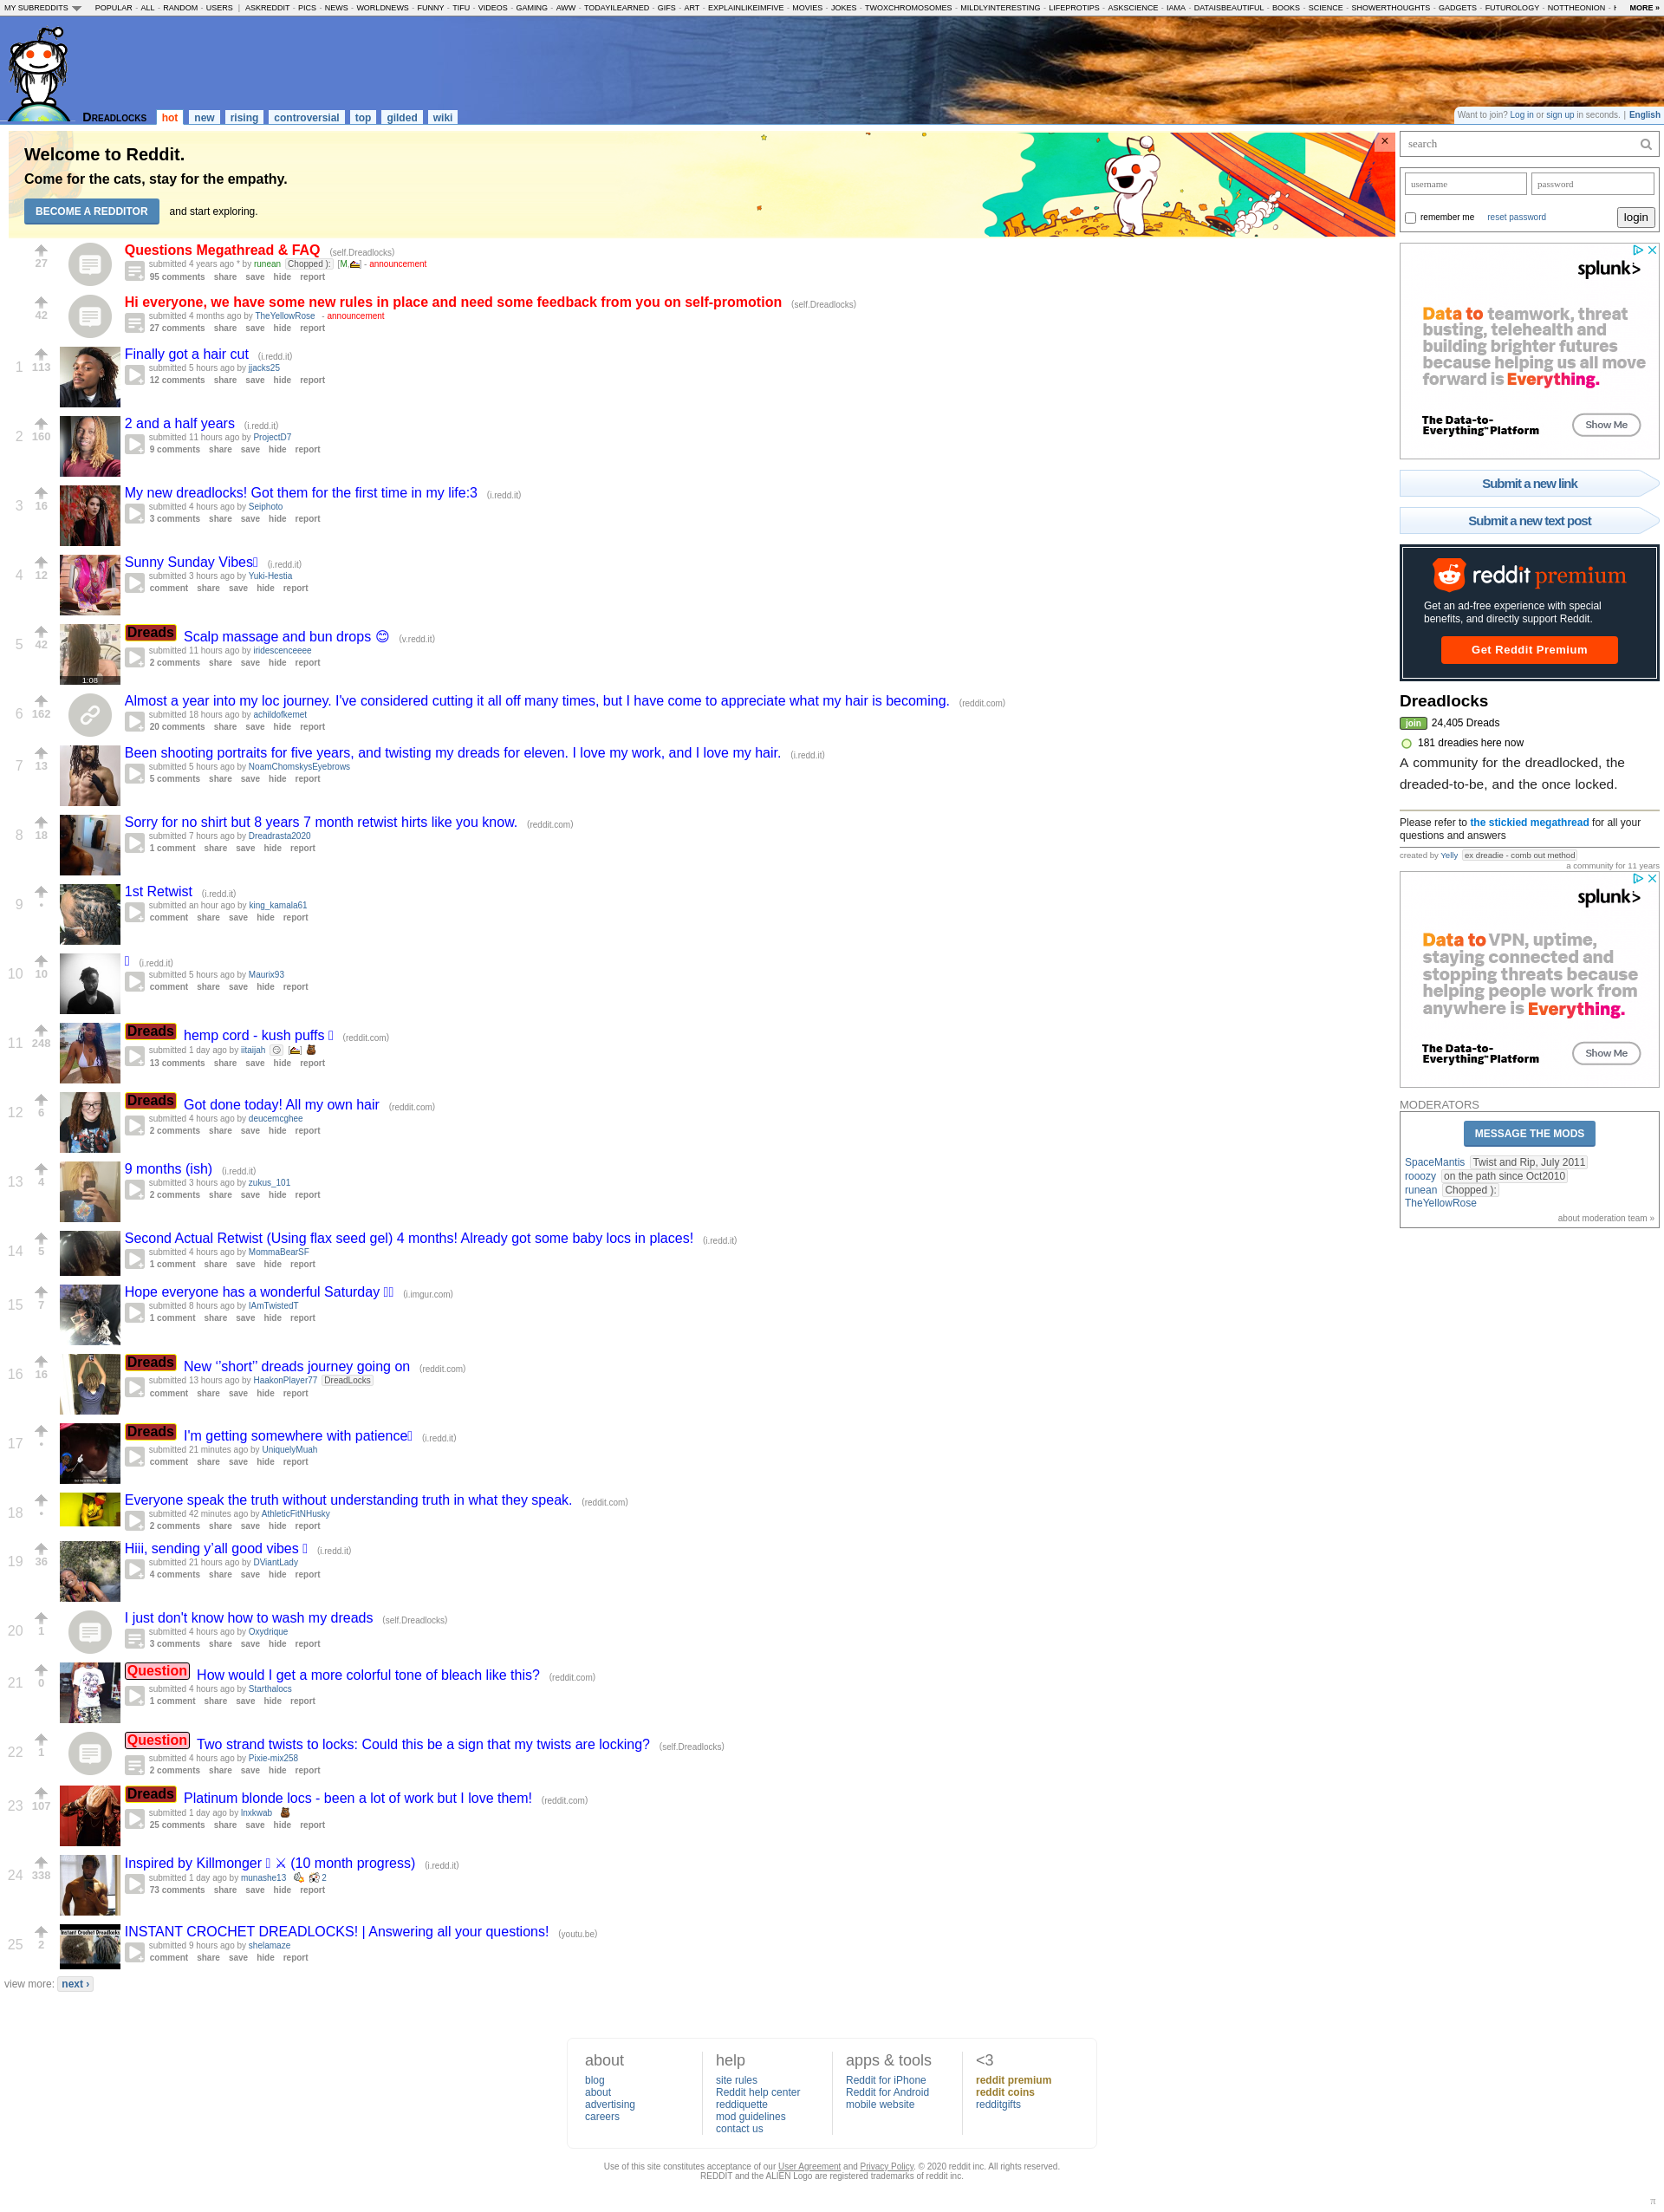 MY SUBREDDITS POPULAR - ALL - RANDOM - USERS | ASKREDDIT - PICS - NEWS - WORLDNEWS - FUNNY - TIFU - VIDEOS - GAMING - AWW - TODAYILEARNED - GIFS - ART - EXPLAINLIKEIMFIVE - MOVIES - JOKES - TWOXCHROMOSOMES - MILDLYINTERESTING - LIFEPROTIPS - ASKSCIENCE - IAMA - DATAISBEAUTIFUL - BOOKS - SCIENCE - SHOWERTHOUGHTS - GADGETS - FUTUROLOGY - NOTTHEONION - MORE »
DREADLOCKS hot new rising controversial top gilded wiki
Want to join? Log in or sign up in seconds. | English
Welcome to Reddit.
Come for the cats, stay for the empathy.
BECOME A REDDITOR and start exploring.
×
27
Questions Megathread & FAQ (self.Dreadlocks)
submitted 4 years ago * by runean Chopped ): [M, ] - announcement
95 comments share save hide report
42
Hi everyone, we have some new rules in place and need some feedback from you on self-promotion (self.Dreadlocks)
submitted 4 months ago by TheYellowRose - announcement
27 comments share save hide report
1 113
Finally got a hair cut (i.redd.it)
submitted 5 hours ago by jjacks25
12 comments share save hide report
2 160
2 and a half years (i.redd.it)
submitted 11 hours ago by ProjectD7
9 comments share save hide report
3 16
My new dreadlocks! Got them for the first time in my life:3 (i.redd.it)
submitted 4 hours ago by Seiphoto
3 comments share save hide report
4 12
Sunny Sunday Vibes (i.redd.it)
submitted 3 hours ago by Yuki-Hestia
comment share save hide report
5 42
1:08
Dreads Scalp massage and bun drops 😊 (v.redd.it)
submitted 11 hours ago by iridescenceeee
2 comments share save hide report
6 162
Almost a year into my loc journey. I've considered cutting it all off many times, but I have come to appreciate what my hair is becoming. (reddit.com)
submitted 18 hours ago by achildofkemet
20 comments share save hide report
7 13
Been shooting portraits for five years, and twisting my dreads for eleven. I love my work, and I love my hair. (i.redd.it)
submitted 5 hours ago by NoamChomskysEyebrows
5 comments share save hide report
8 18
Sorry for no shirt but 8 years 7 month retwist hirts like you know. (reddit.com)
submitted 7 hours ago by Dreadrasta2020
1 comment share save hide report
9 •
1st Retwist (i.redd.it)
submitted an hour ago by king_kamala61
comment share save hide report
10 10
(i.redd.it)
submitted 5 hours ago by Maurix93
comment share save hide report
11 248
Dreads hemp cord - kush puffs (reddit.com)
submitted 1 day ago by iitaijah
13 comments share save hide report
12 6
Dreads Got done today! All my own hair (reddit.com)
submitted 4 hours ago by deucemcghee
2 comments share save hide report
13 4
9 months (ish) (i.redd.it)
submitted 3 hours ago by zukus_101
2 comments share save hide report
14 5
Second Actual Retwist (Using flax seed gel) 4 months! Already got some baby locs in places! (i.redd.it)
submitted 4 hours ago by MommaBearSF
1 comment share save hide report
15 7
Hope everyone has a wonderful Saturday (i.imgur.com)
submitted 8 hours ago by IAmTwistedT
1 comment share save hide report
16 16
Dreads New ‘’short’’ dreads journey going on (reddit.com)
submitted 13 hours ago by HaakonPlayer77 DreadLocks
comment share save hide report
17 •
Dreads I'm getting somewhere with patience (i.redd.it)
submitted 21 minutes ago by UniquelyMuah
comment share save hide report
18 •
Everyone speak the truth without understanding truth in what they speak. (reddit.com)
submitted 42 minutes ago by AthleticFitNHusky
2 comments share save hide report
19 36
Hiii, sending y’all good vibes (i.redd.it)
submitted 21 hours ago by DViantLady
4 comments share save hide report
20 1
I just don't know how to wash my dreads (self.Dreadlocks)
submitted 4 hours ago by Oxydrique
3 comments share save hide report
21 0
Question How would I get a more colorful tone of bleach like this? (reddit.com)
submitted 4 hours ago by Starthalocs
1 comment share save hide report
22 1
Question Two strand twists to locks: Could this be a sign that my twists are locking? (self.Dreadlocks)
submitted 4 hours ago by Pixie-mix258
2 comments share save hide report
23 107
Dreads Platinum blonde locs - been a lot of work but I love them! (reddit.com)
submitted 1 day ago by lnxkwab
25 comments share save hide report
24 338
Inspired by Killmonger ⚔ (10 month progress) (i.redd.it)
submitted 1 day ago by munashe13 2
73 comments share save hide report
25 2
Instant Crochet Dreadlocks
INSTANT CROCHET DREADLOCKS! | Answering all your questions! (youtu.be)
submitted 9 hours ago by shelamaze
comment share save hide report
view more: next ›
search
username password
remember me reset password login
splunk>
Data to teamwork, threat
busting, telehealth and
building brighter futures
because helping us all move
forward is Everything.
The Data-to-
Everything™ Platform
Show Me
Submit a new link
Submit a new text post
reddit premium
Get an ad-free experience with special
benefits, and directly support Reddit.
Get Reddit Premium
Dreadlocks
join 24,405 Dreads
181 dreadies here now
A community for the dreadlocked, the
dreaded-to-be, and the once locked.
Please refer to the stickied megathread for all your
questions and answers
created by Yelly ex dreadie - comb out method
a community for 11 years
splunk>
Data to VPN, uptime,
staying connected and
stopping threats because
helping people work from
anywhere is Everything.
The Data-to-
Everything™ Platform
Show Me
MODERATORS
MESSAGE THE MODS
SpaceMantis Twist and Rip, July 2011
rooozy on the path since Oct2010
runean Chopped ):
TheYellowRose
about moderation team »
about
blog
about
advertising
careers
help
site rules
Reddit help center
reddiquette
mod guidelines
contact us
apps & tools
Reddit for iPhone
Reddit for Android
mobile website
<3
reddit premium
reddit coins
redditgifts
Use of this site constitutes acceptance of our User Agreement and Privacy Policy. © 2020 reddit inc. All rights reserved.
REDDIT and the ALIEN Logo are registered trademarks of reddit inc.
π